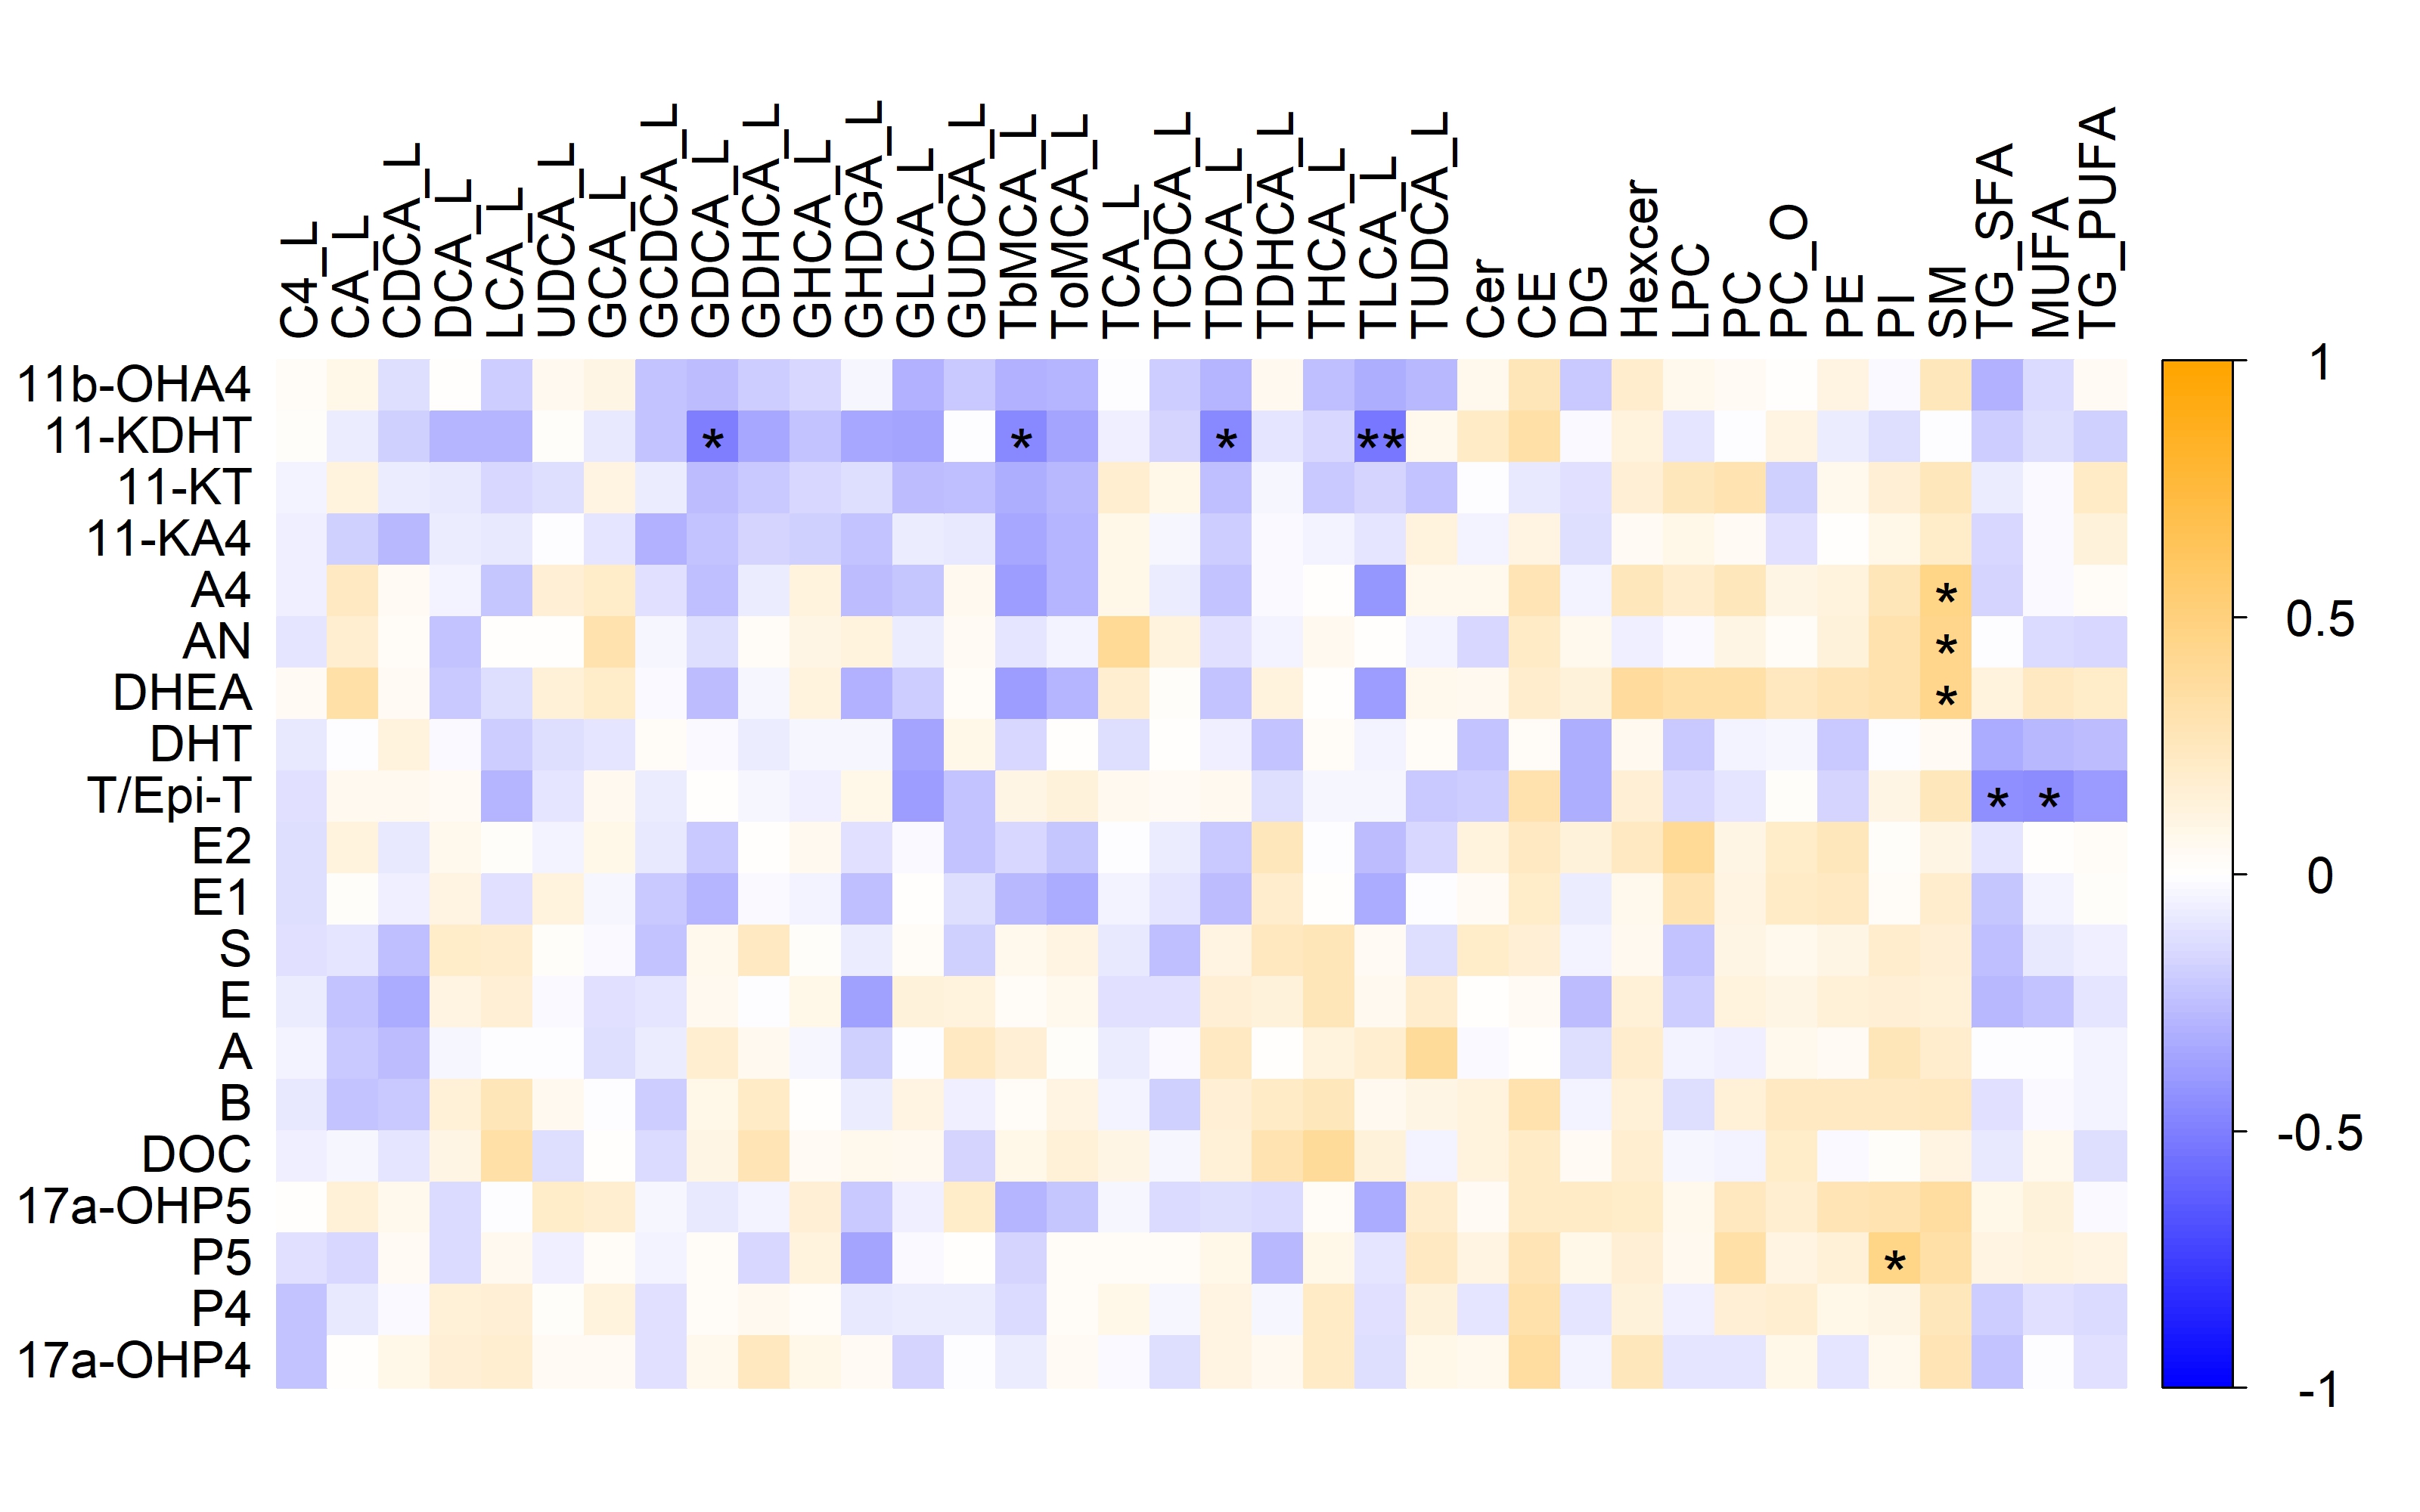 C4_L
CA_L
CDCA_L
DCA_L
LCA_L
UDCA_L
GCA_L
GCDCA_L
GDCA_L
GDHCA_L
GHCA_L
GHDGA_L
GLCA_L
GUDCA_L
TbMCA_L
ToMCA_L
TCA_L
TCDCA_L
TDCA_L
TDHCA_L
THCA_L
TLCA_L
TUDCA_L
Cer
CE
DG
Hexcer
LPC
PC
PC_O
PE
PI
SM
TG_SFA
MUFA
TG_PUFA
11b-OHA4
11-KDHT * * * **
11-KT
11-KA4
A4 *
AN *
DHEA *
DHT
T/Epi-T * *
E2
E1
S
E
A
B
DOC
17a-OHP5
P5 *
P4
17a-OHP4
1
0.5
0
-0.5
-1